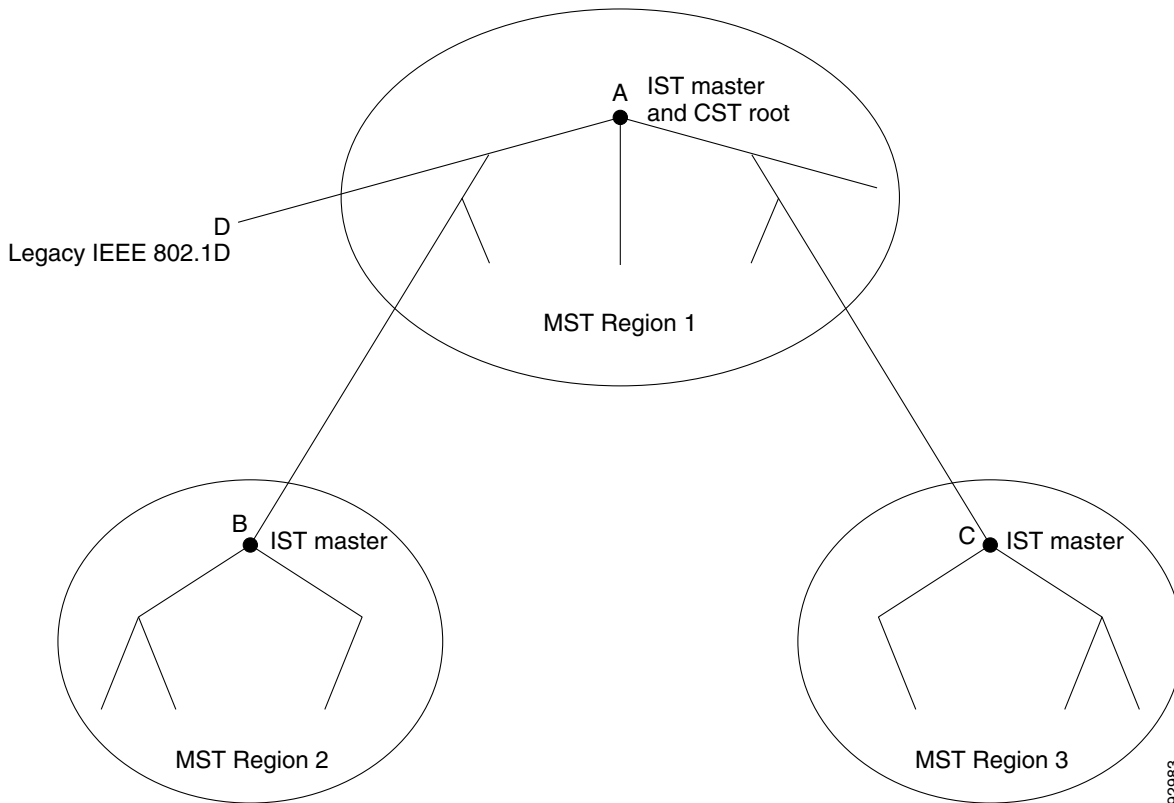 A
IST master
and CST root
D
Legacy IEEE 802.1D
MST Region 1
B
IST master
C
IST master
MST Region 2
MST Region 3
92983